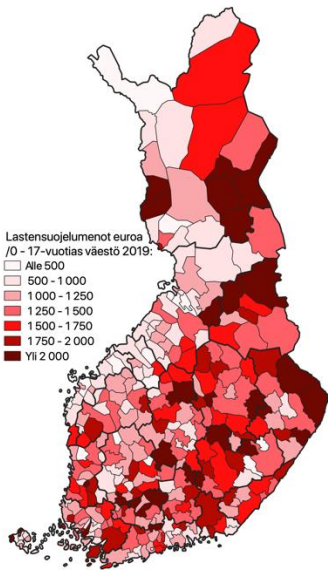 Lastensuojelumenot euroa
/0 - 17-vuotias väestö 2019:
Alle 500
500 - 1 000
1 000 - 1 250
1 250 - 1 500
1 500 - 1 750
1 750 - 2 000
Yli 2 000